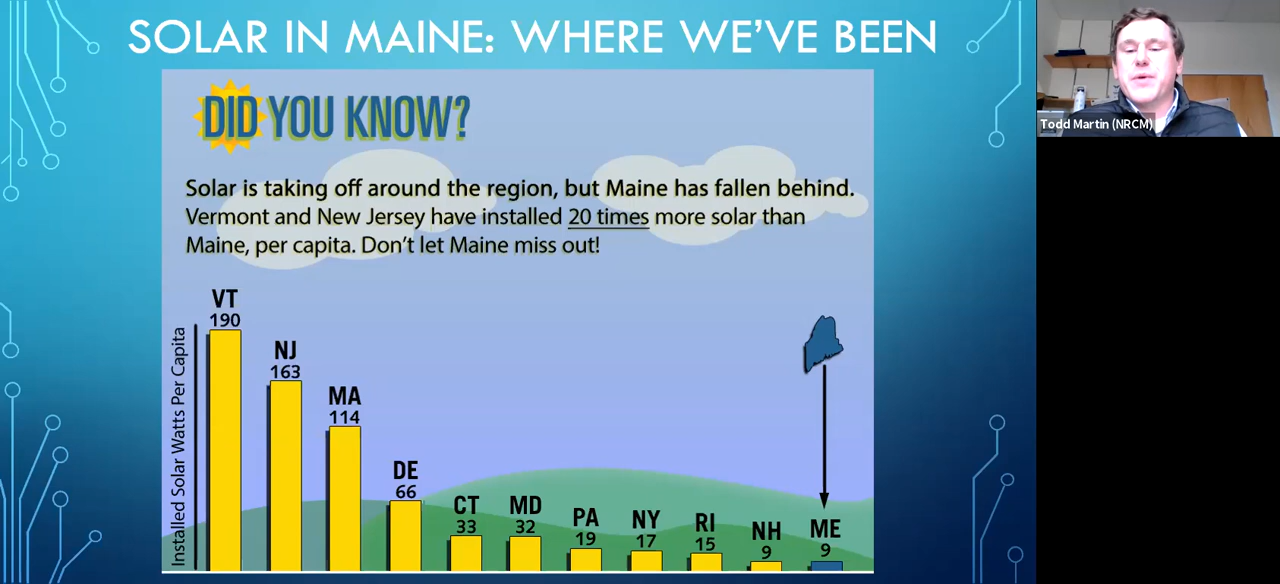 SOLAR IN MAINE: WHERE WE'VE BEEN
DID YOU KNOW?
Solar is taking off around the region, but Maine has fallen behind.
Vermont and New Jersey have installed 20 times more solar than
Maine, per capita. Don't let Maine miss out!
Installed Solar Watts Per Capita
VT
190
NJ
163
MA
114
DE
66
CT
33
MD
32
PA
19
NY
17
RI
15
NH
9
ME
9
Todd Martin (NRCM)